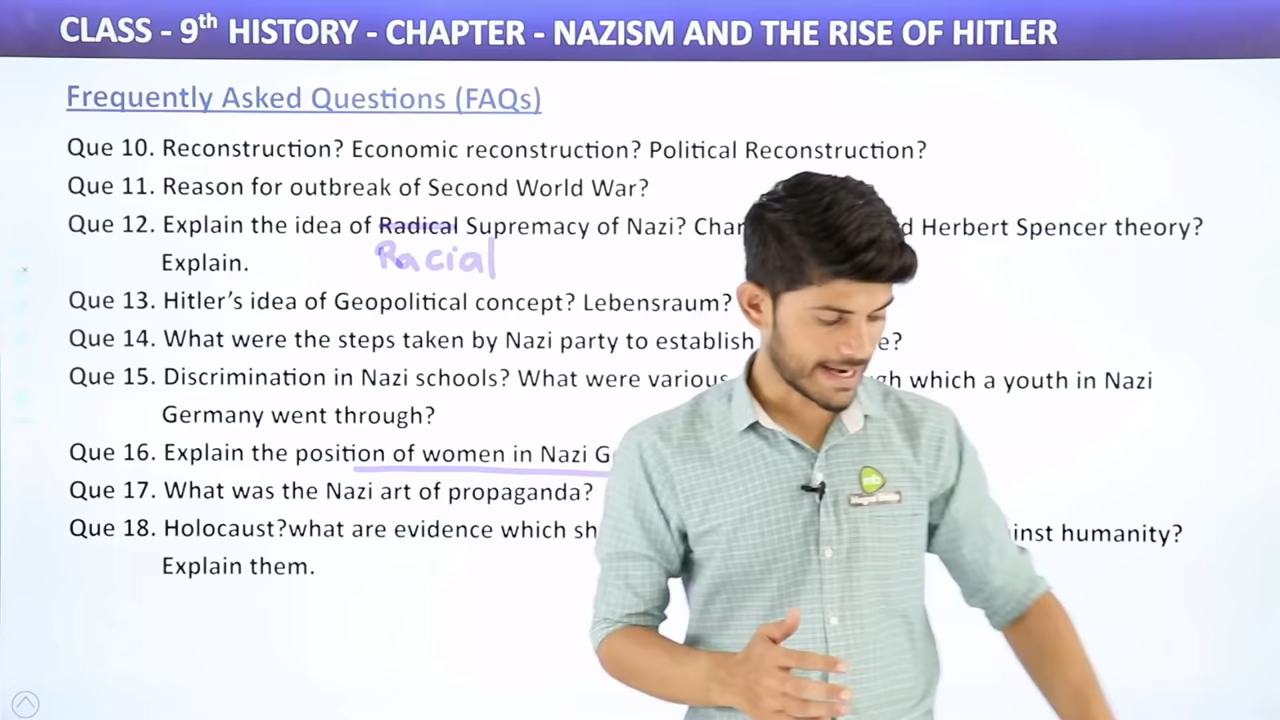 CLASS - 9th HISTORY - CHAPTER - NAZISM AND THE RISE OF HITLER
Frequently Asked Questions (FAQs)
Que 10. Reconstruction? Economic reconstruction? Political Reconstruction?
Que 11. Reason for outbreak of Second World War?
Que 12. Explain the idea of Radical Supremacy of Nazi? Herbert Spencer theory?
Racial
Explain.
Que 13. Hitler's idea of Geopolitical concept? Lebensraum?
Que 14. What were the steps taken by Nazi party to establish
Que 15. Discrimination in Nazi schools? What were various which a youth in Nazi
Germany went through?
Que 16. Explain the position of women in Nazi
Que 17. What was the Nazi art of propaganda?
Que 18. Holocaust?what are evidence which humanity?
Explain them.